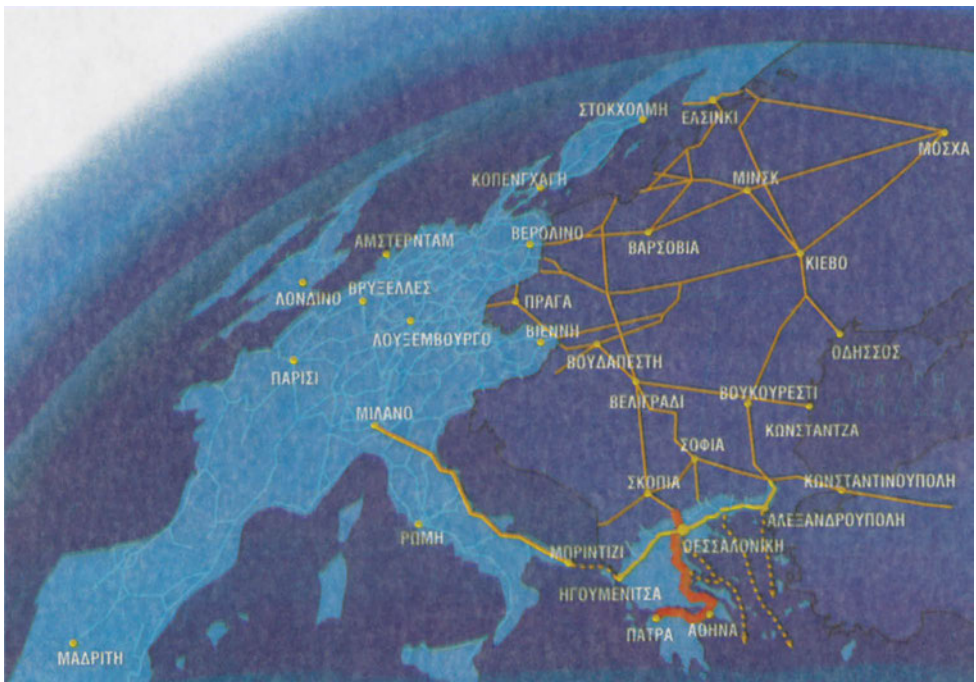 ΣΤΟΚΧΟΛΜΗ
ΕΛΣΙΝΚΙ
ΜΟΣΧΑ
ΚΟΠΕΝΓΧΑΓΗ
ΜΙΝΣΚ
ΑΜΣΤΕΡΝΤΑΜ
ΒΕΡΟΛΙΝΟ
ΒΑΡΣΟΒΙΑ
ΚΙΕΒΟ
ΛΟΝΔΙΝΟ
ΒΡΥΞΕΛΛΕΣ
ΠΡΑΓΑ
ΛΟΥΞΕΜΒΟΥΡΓΟ
ΒΙΕΝΝΗ
ΟΔΗΣΣΟΣ
ΠΑΡΙΣΙ
ΒΟΥΔΑΠΕΣΤΗ
ΒΕΛΙΓΡΑΔΙ
ΒΟΥΚΟΥΡΕΣΤΙ
ΜΙΛΑΝΟ
ΚΩΝΣΤΑΝΤΖΑ
ΣΟΦΙΑ
ΣΚΟΠΙΑ
ΚΩΝΣΤΑΝΤΙΝΟΥΠΟΛΗ
ΑΛΕΞΑΝΔΡΟΥΠΟΛΗ
ΡΩΜΗ
ΘΕΣΣΑΛΟΝΙΚΗ
ΜΠΡΙΝΤΙΖΙ
ΗΓΟΥΜΕΝΙΤΣΑ
ΠΑΤΡΑ
ΑΘΗΝΑ
ΜΑΔΡΙΤΗ